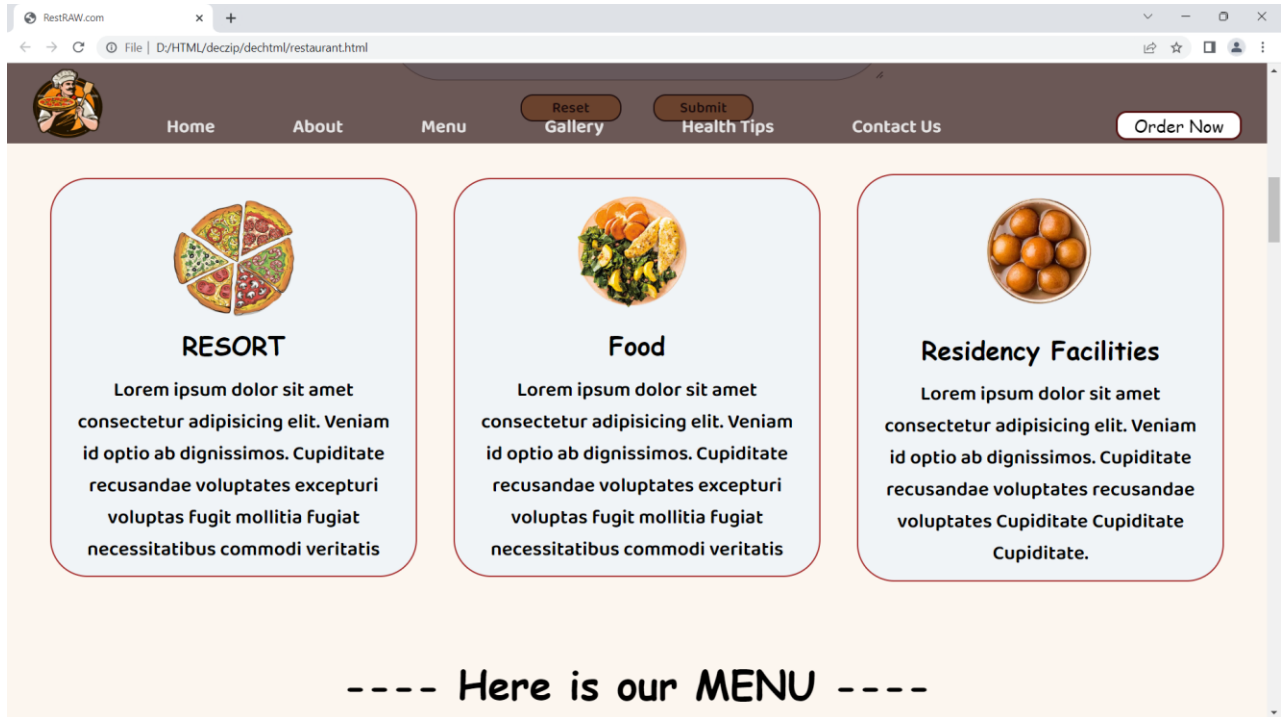 RestRAW.com
File | D:/HTML/deczip/dechtml/restaurant.html
Reset Submit
Home About Menu Gallery Health Tips Contact Us Order Now
RESORT
Lorem ipsum dolor sit amet
consectetur adipisicing elit. Veniam
id optio ab dignissimos. Cupiditate
recusandae voluptates excepturi
voluptas fugit mollitia fugiat
necessitatibus commodi veritatis
Food
Lorem ipsum dolor sit amet
consectetur adipisicing elit. Veniam
id optio ab dignissimos. Cupiditate
recusandae voluptates excepturi
voluptas fugit mollitia fugiat
necessitatibus commodi veritatis
Residency Facilities
Lorem ipsum dolor sit amet
consectetur adipisicing elit. Veniam
id optio ab dignissimos. Cupiditate
recusandae voluptates recusandae
voluptates Cupiditate Cupiditate
Cupiditate.
---- Here is our MENU ----